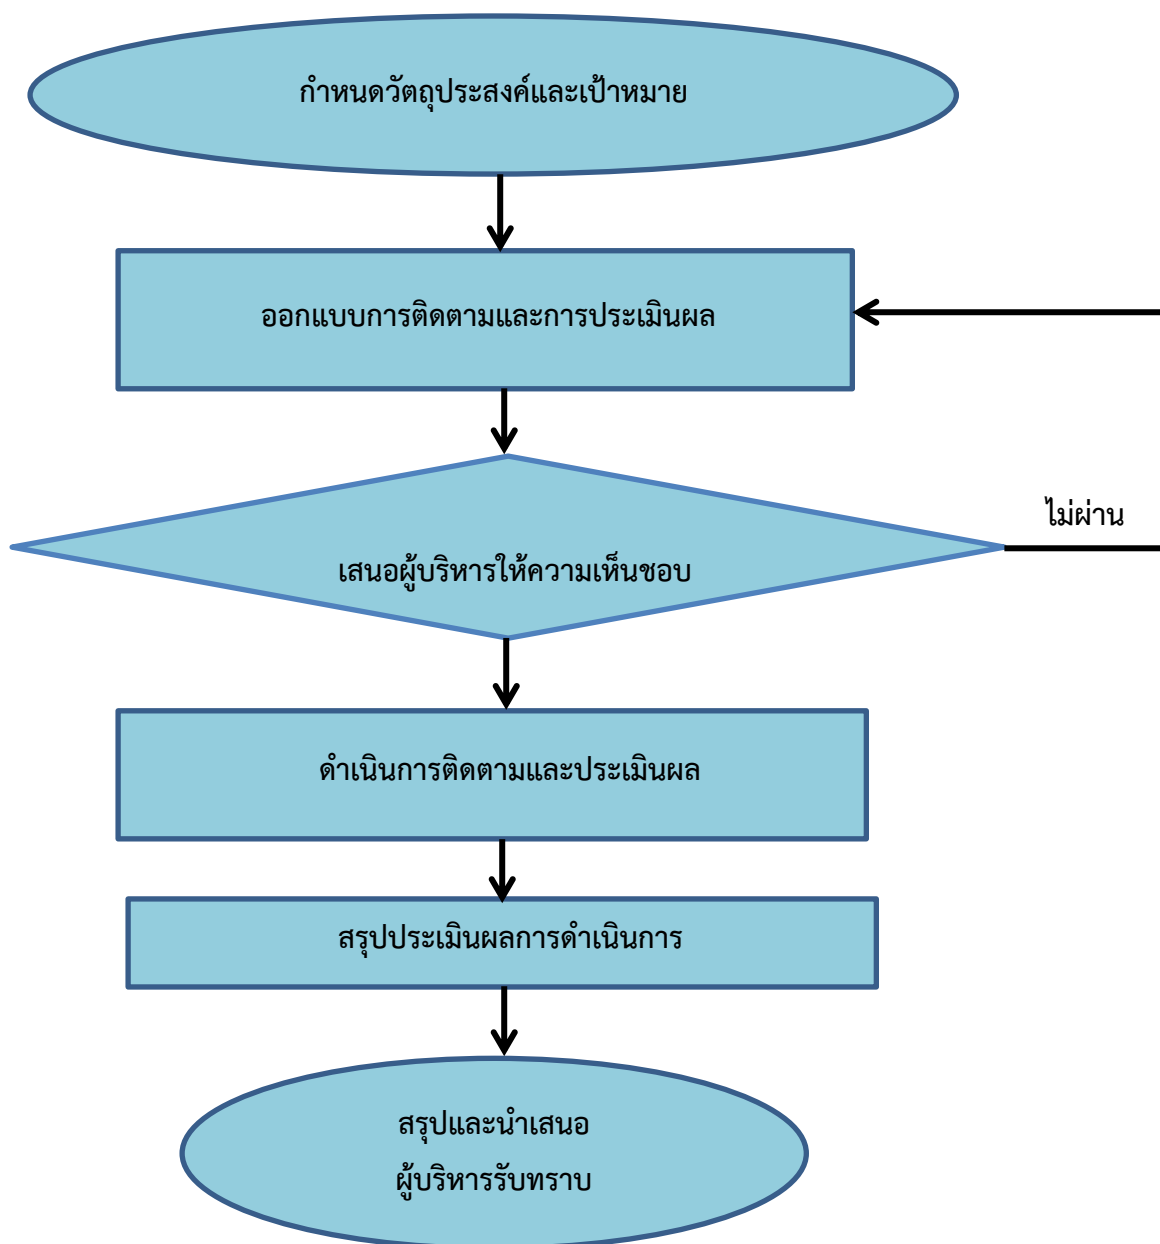 กำหนดวัตถุประสงค์และเป้าหมาย
ออกแบบการติดตามและการประเมินผล
ไม่ผ่าน
เสนอผู้บริหารให้ความเห็นชอบ
ดำเนินการติดตามและประเมินผล
สรุปประเมินผลการดำเนินการ
สรุปและนำเสนอ
ผู้บริหารรับทราบ